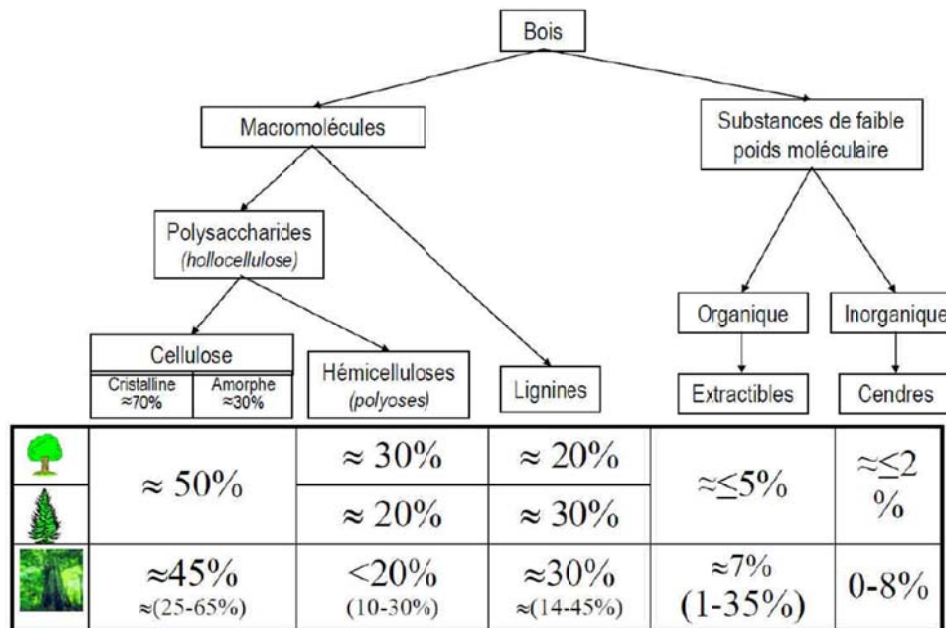 Bois
Macromolécules
Substances de faible
poids moléculaire
Polysaccharides
(hollocellulose)
Organique
Inorganique
Cellulose
Cristalline
≈70%
Amorphe
≈30%
Hémicelluloses
(polyoses)
Lignines
Extractibles
Cendres
≈ 50%
≈ 30%
≈ 20%
≈≤5%
≈≤2
%
≈ 20%
≈ 30%
≈45%
≈(25-65%)
<20%
(10-30%)
≈30%
≈(14-45%)
≈7%
(1-35%)
0-8%